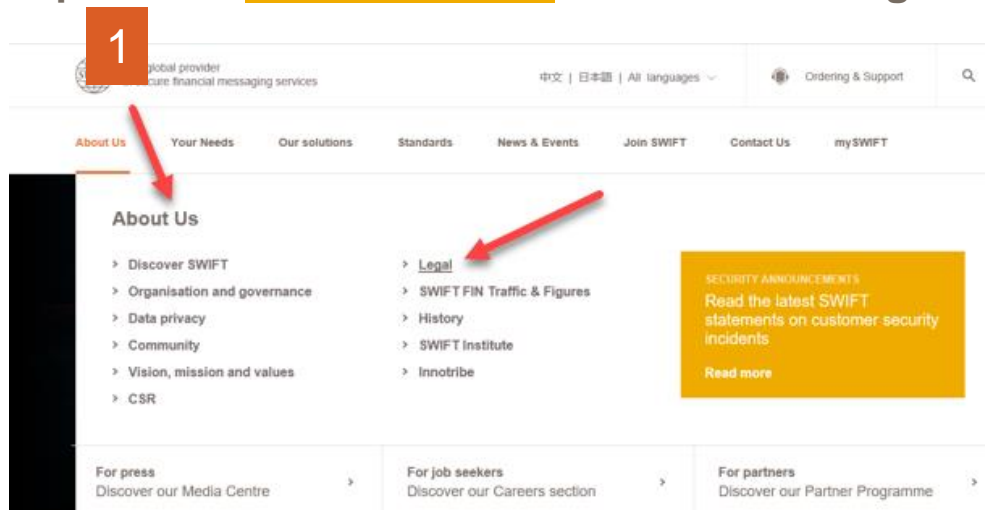 1
global provider
secure financial messaging services
中文 | 日本語 | All languages
Ordering & Support
About Us
Your Needs
Our solutions
Standards
News & Events
Join SWIFT
Contact Us
mySWIFT
About Us
> Discover SWIFT
> Organisation and governance
> Data privacy
> Community
> Vision, mission and values
> CSR
> Legal
> SWIFT FIN Traffic & Figures
> History
> SWIFT Institute
> Innotribe
SECURITY ANNOUNCEMENTS
Read the latest SWIFT
statements on customer security
incidents
Read more
For press
Discover our Media Centre >
For job seekers
Discover our Careers section >
For partners
Discover our Partner Programme >